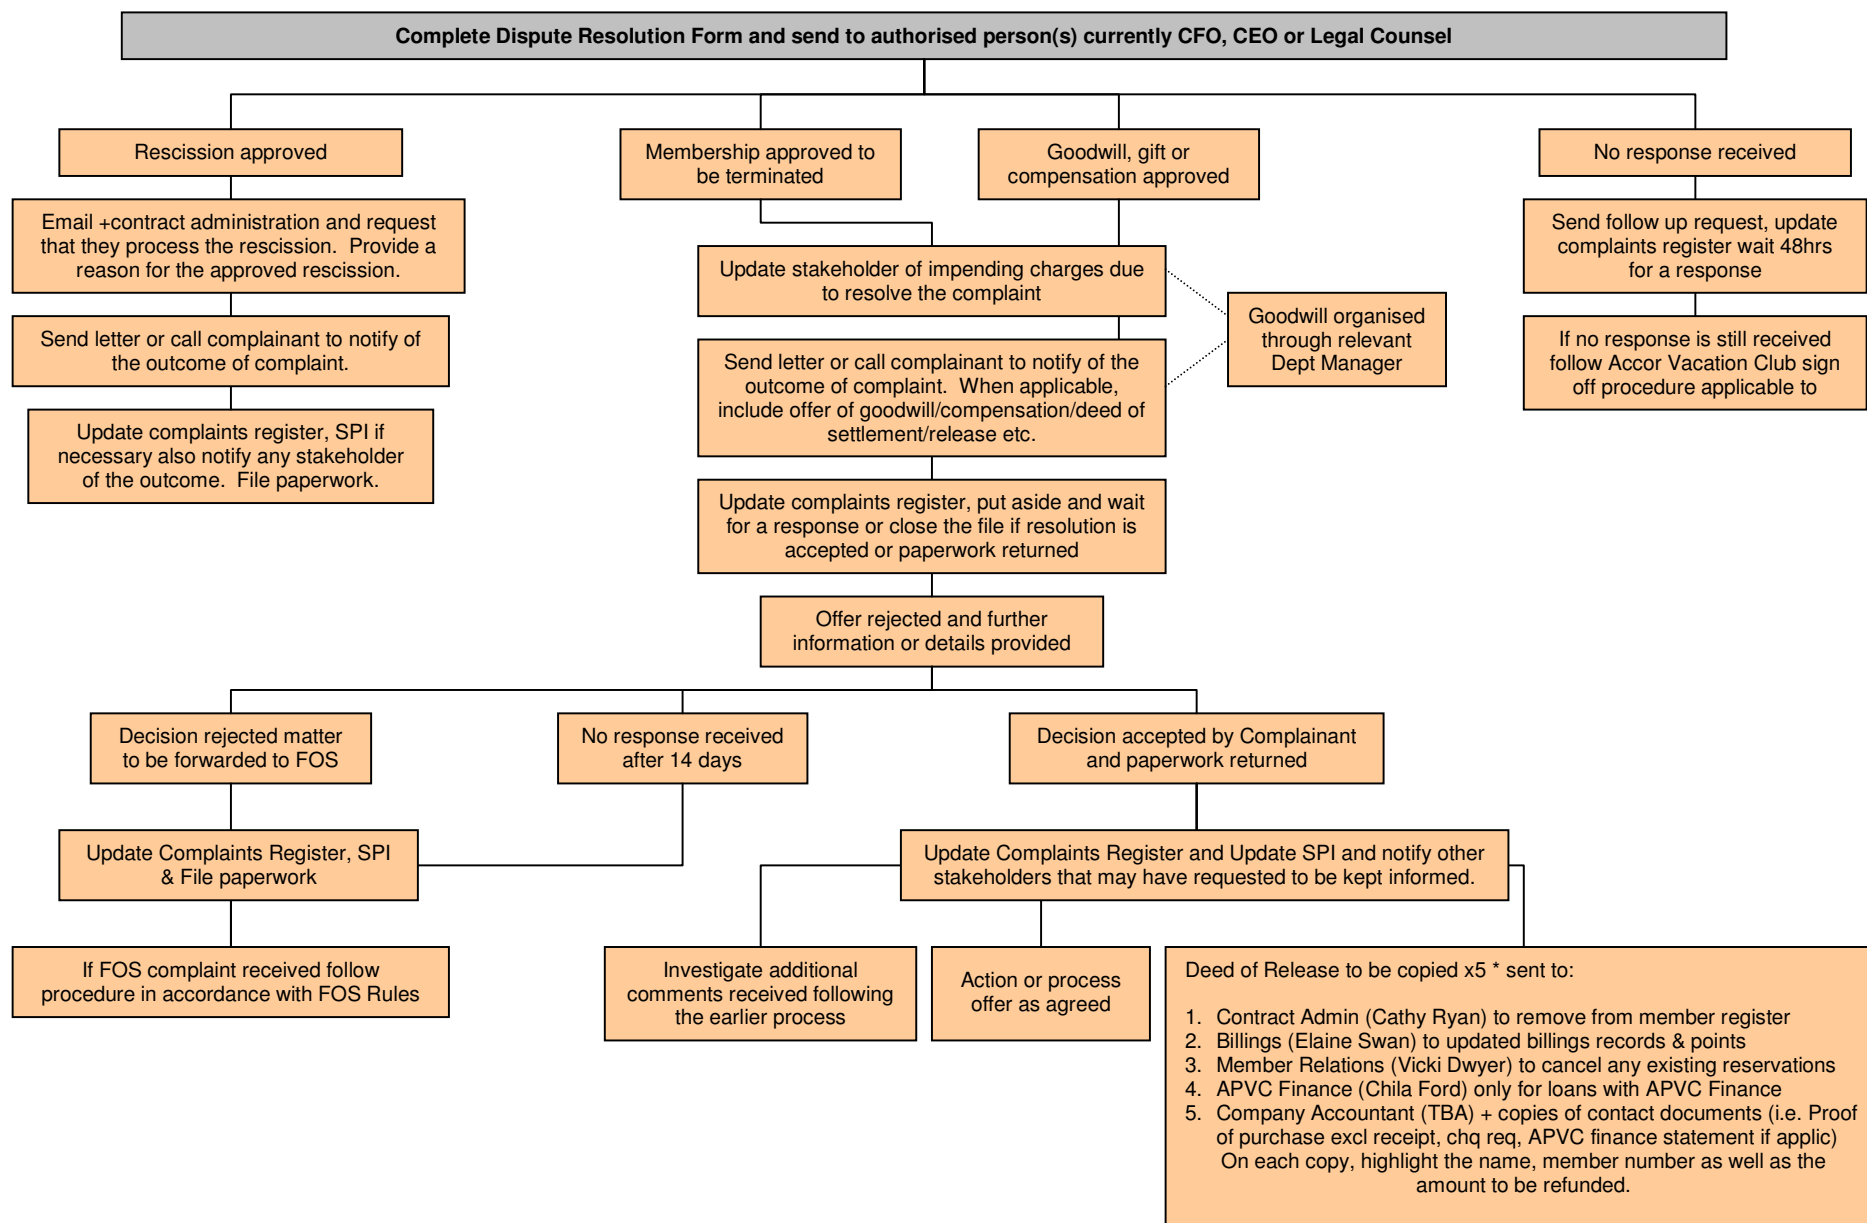 Complete Dispute Resolution Form and send to authorised person(s) currently CFO, CEO or Legal Counsel
Rescission approved
Membership approved to
be terminated
Goodwill, gift or
compensation approved
No response received
Email +contract administration and request
that they process the rescission.  Provide a
reason for the approved rescission.
Send letter or call complainant to notify of
the outcome of complaint.
Update complaints register, SPI if
necessary also notify any stakeholder
of the outcome.  File paperwork.
Update stakeholder of impending charges due
to resolve the complaint
Send letter or call complainant to notify of the
outcome of complaint.  When applicable,
include offer of goodwill/compensation/deed of
settlement/release etc.
Goodwill organised
through relevant
Dept Manager
Send follow up request, update
complaints register wait 48hrs
for a response
If no response is still received
follow Accor Vacation Club sign
off procedure applicable to
Update complaints register, put aside and wait
for a response or close the file if resolution is
accepted or paperwork returned
Offer rejected and further
information or details provided
Decision rejected matter
to be forwarded to FOS
No response received
after 14 days
Decision accepted by Complainant
and paperwork returned
Update Complaints Register, SPI
& File paperwork
Update Complaints Register and Update SPI and notify other
stakeholders that may have requested to be kept informed.
If FOS complaint received follow
procedure in accordance with FOS Rules
Investigate additional
comments received following
the earlier process
Action or process
offer as agreed
Deed of Release to be copied x5 * sent to:
1. Contract Admin (Cathy Ryan) to remove from member register
2. Billings (Elaine Swan) to updated billings records & points
3. Member Relations (Vicki Dwyer) to cancel any existing reservations
4. APVC Finance (Chila Ford) only for loans with APVC Finance
5. Company Accountant (TBA) + copies of contact documents (i.e. Proof
of purchase excl receipt, chq req, APVC finance statement if applic)
On each copy, highlight the name, member number as well as the
amount to be refunded.